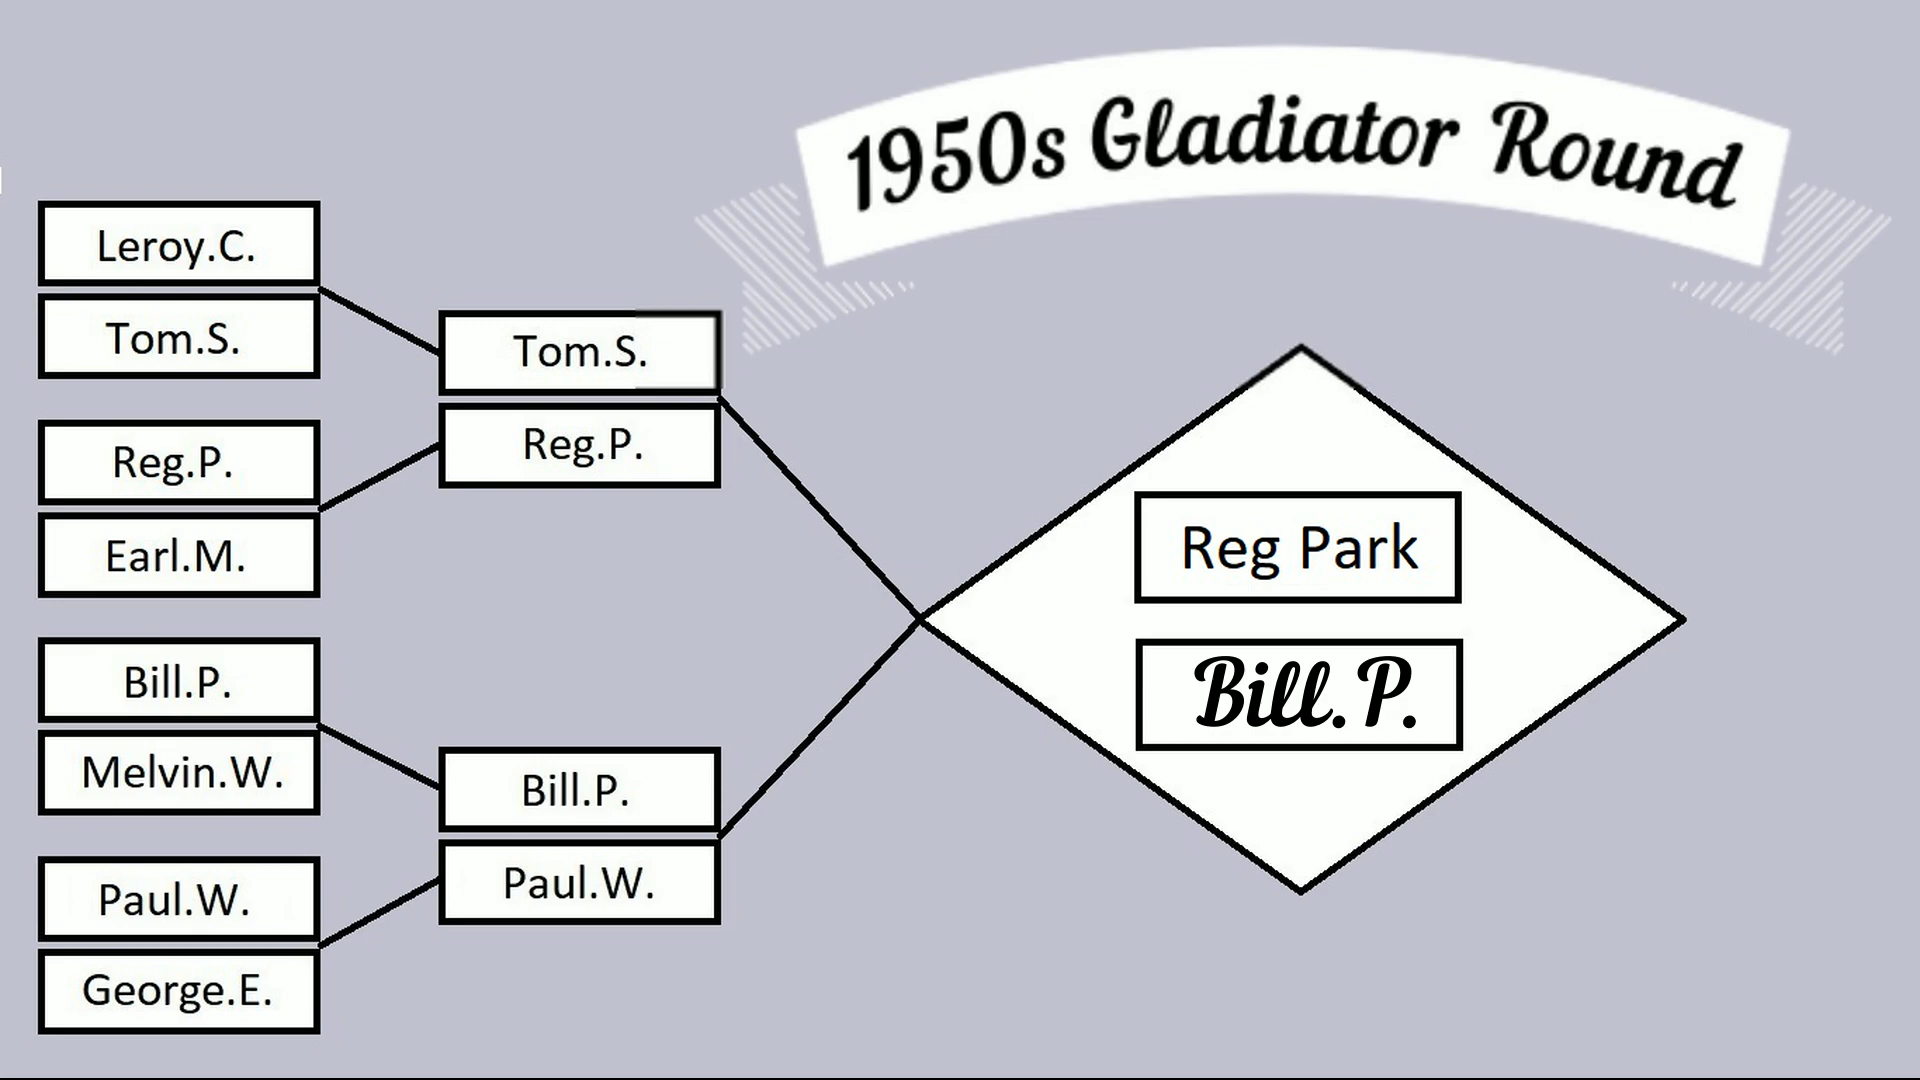 1950s Gladiator Round
Leroy.C.
Tom.S.
Reg.P.
Earl.M.
Bill.P.
Melvin.W.
Paul.W.
George.E.
Tom.S.
Reg.P.
Bill.P.
Paul.W.
Reg Park
Bill.P.